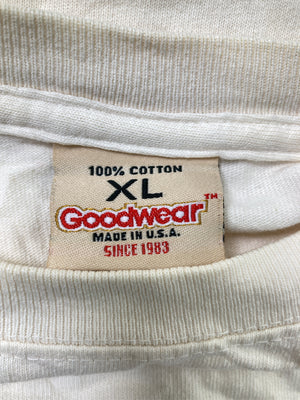 100% COTTON
XL
Goodwear™
MADE IN U.S.A.
SINCE 1983